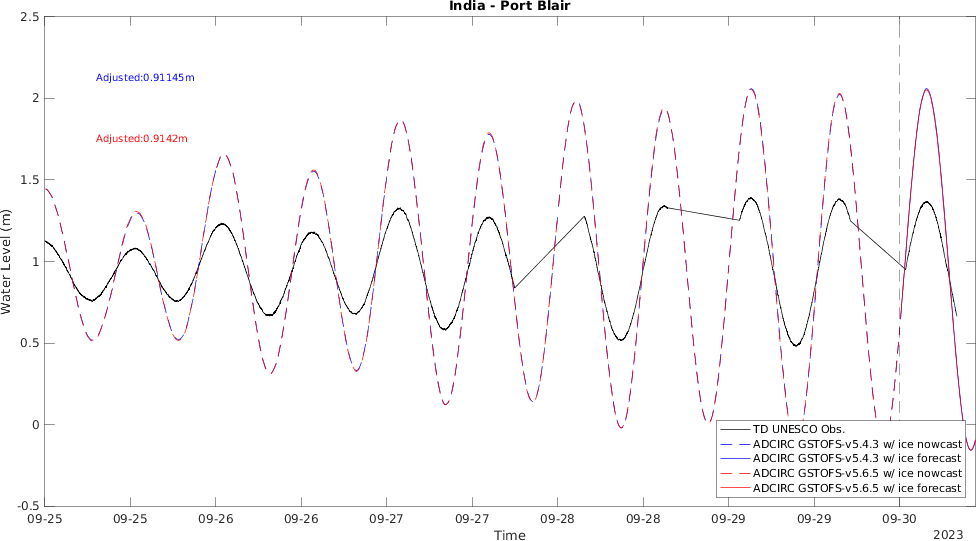 India - Port Blair
2.5
2
1.5
1
0.5
0
-0.5
Water Level (m)
Adjusted:0.91145m
Adjusted:0.9142m
TD UNESCO Obs.
ADCIRC GSTOFS-v5.4.3 w/ ice nowcast
ADCIRC GSTOFS-v5.4.3 w/ ice forecast
ADCIRC GSTOFS-v5.6.5 w/ ice nowcast
ADCIRC GSTOFS-v5.6.5 w/ ice forecast
09-25 09-25 09-26 09-26 09-27 09-27 09-28 09-28 09-29 09-29 09-30
Time
2023